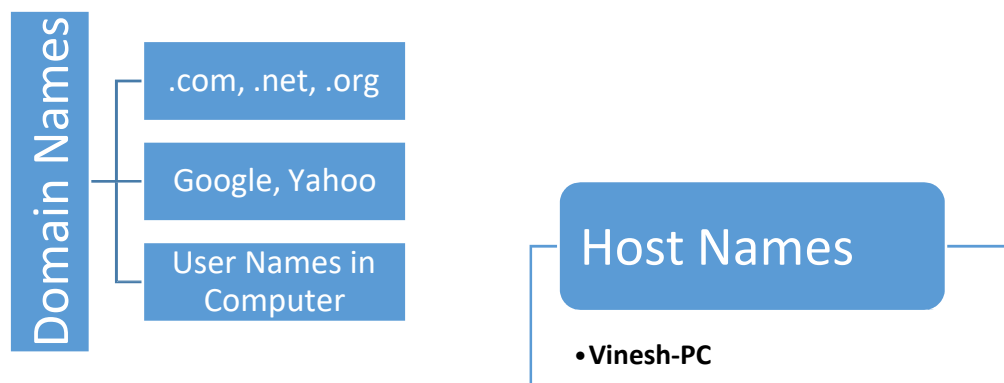 Domain Names
.com, .net, .org
Google, Yahoo
User Names in
Computer
Host Names
•Vinesh-PC